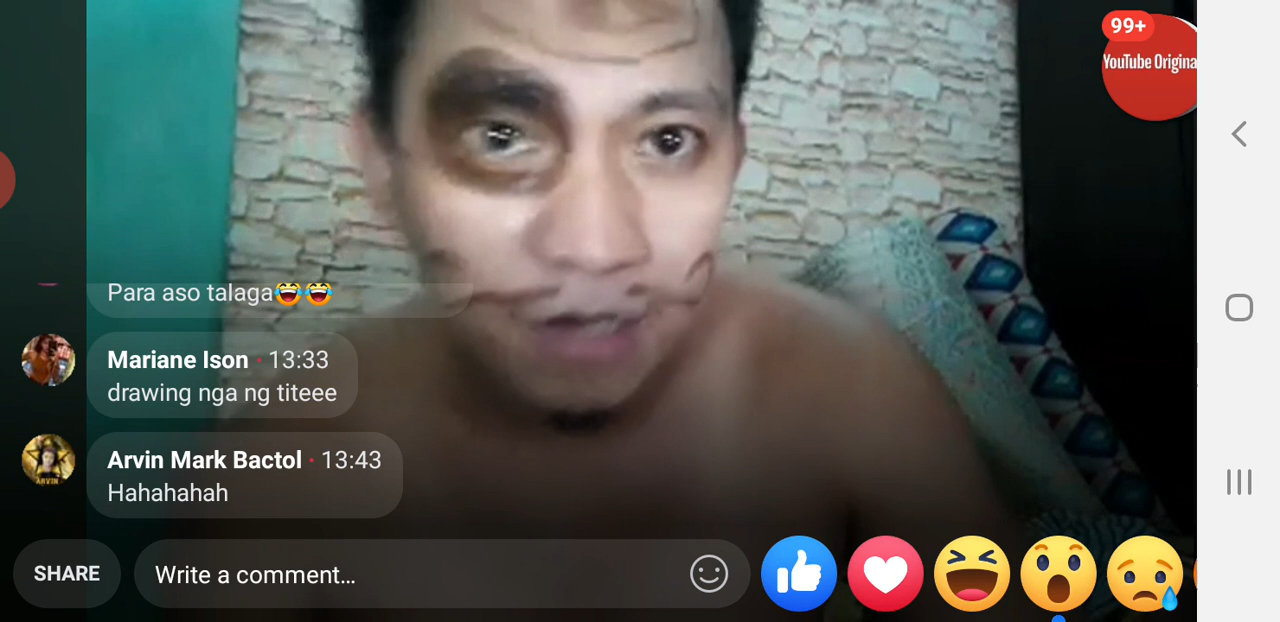 99+
YouTube Origina
Para aso talaga😂😂
Mariane Ison · 13:33
drawing nga ng titeee
Arvin Mark Bactol · 13:43
Hahahahah
ARVIN
SHARE
Write a comment...